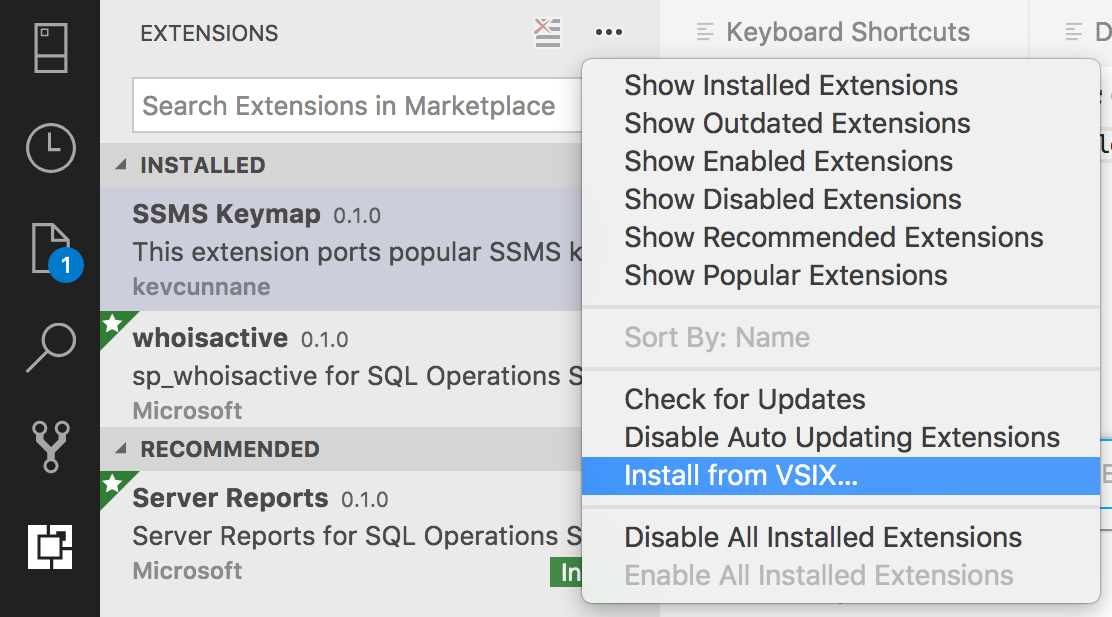 EXTENSIONS
Keyboard Shortcuts
D
Search Extensions in Marketplace
INSTALLED
SSMS Keymap 0.1.0
This extension ports popular SSMS k
kevcunnane
whoisactive 0.1.0
sp_whoisactive for SQL Operations S
Microsoft
RECOMMENDED
Server Reports 0.1.0
Server Reports for SQL Operations S
Microsoft
In
1
Show Installed Extensions
Show Outdated Extensions
Show Enabled Extensions
Show Disabled Extensions
Show Recommended Extensions
Show Popular Extensions
Sort By: Name
Check for Updates
Disable Auto Updating Extensions
Install from VSIX...
Disable All Installed Extensions
Enable All Installed Extensions